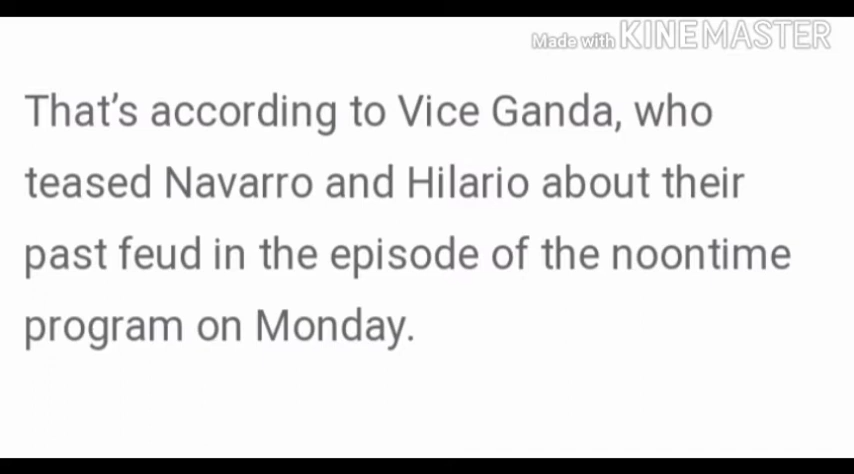 Made with KINEMASTER
That's according to Vice Ganda, who
teased Navarro and Hilario about their
past feud in the episode of the noontime
program on Monday.